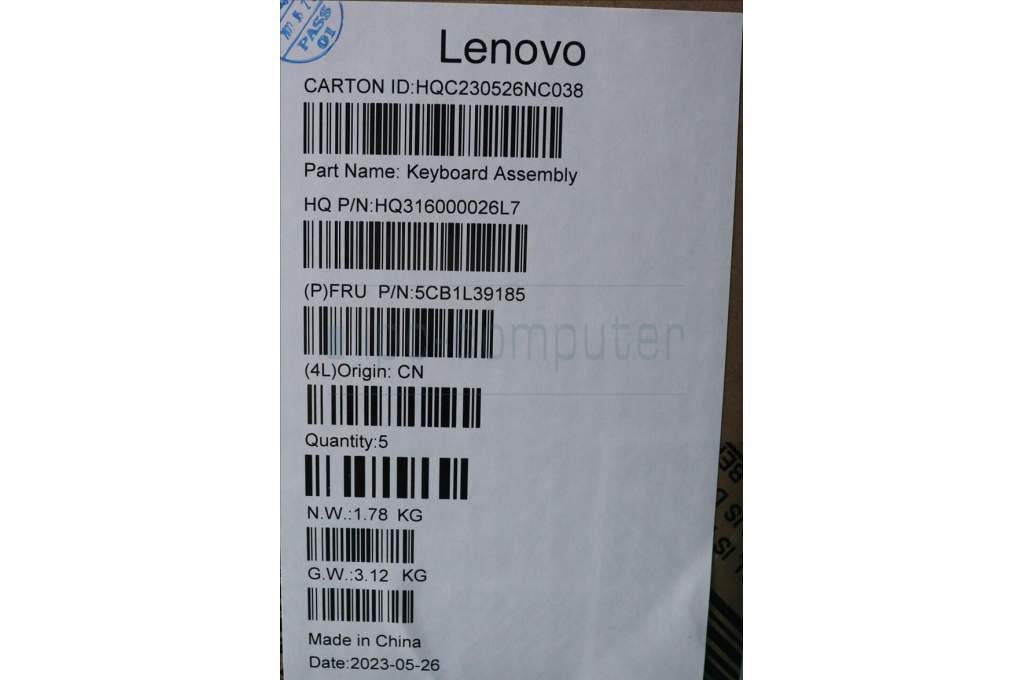 PASS
01
Lenovo
CARTON ID:HQC230526NC038
Part Name: Keyboard Assembly
HQ P/N:HQ316000026L7
(P)FRU P/N:5CB1L39185
computer
(4L)Origin: CN
Quantity:5
N.W.:1.78 KG
G.W.:3.12 KG
Made in China
Date:2023-05-26